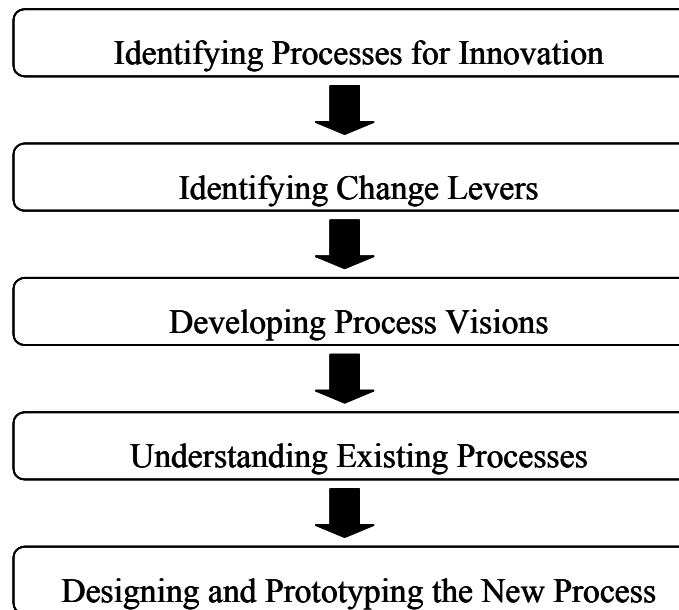 Identifying Processes for Innovation
Identifying Change Levers
Developing Process Visions
Understanding Existing Processes
Designing and Prototyping the New Process